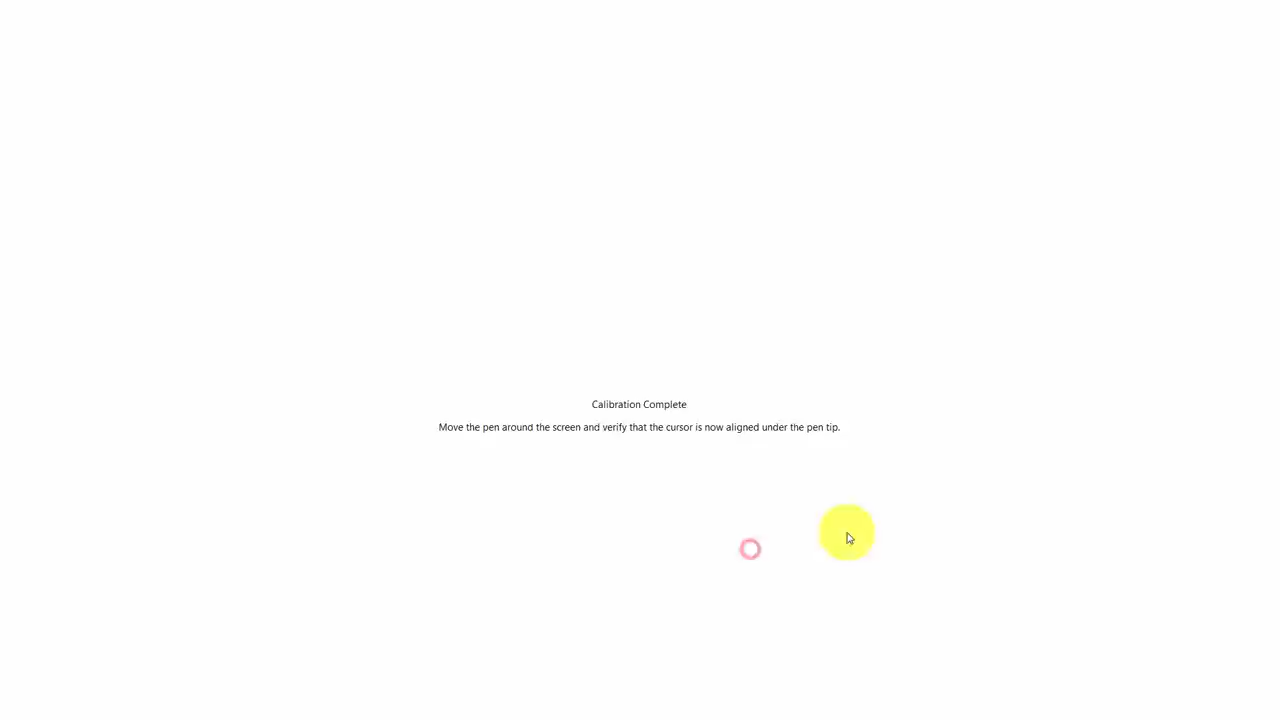 Calibration Complete
Move the pen around the screen and verify that the cursor is now aligned under the pen tip.